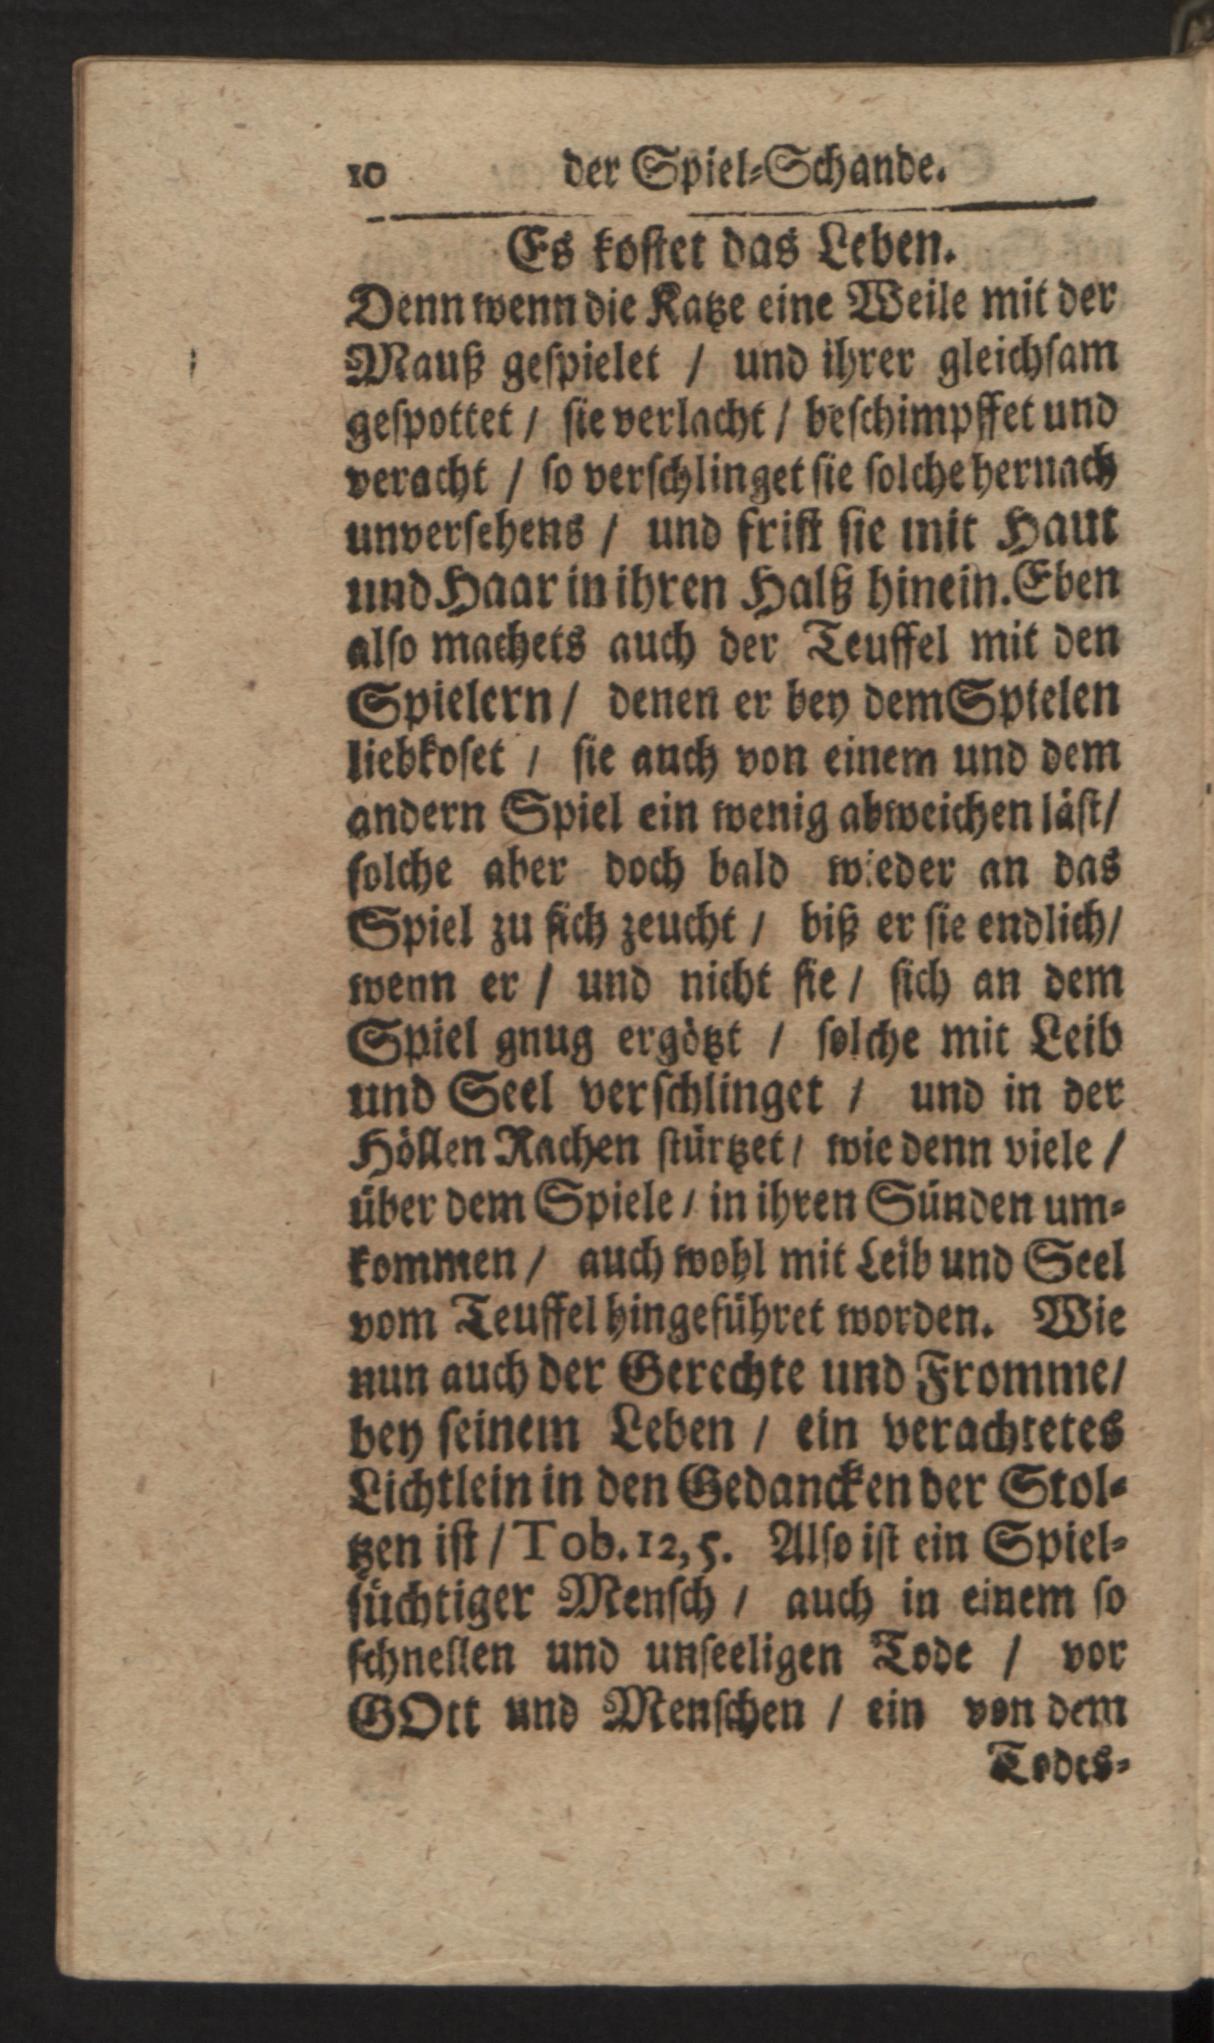 10 der Spiel-Schande.
Es kostet das Leben.
Denn wenn die Katze eine Weile mit der
Mauß gespielet / und ihrer gleichsam
gespottet / sie verlacht / beschimpffet und
veracht / so verschlinget sie solche hernach
unversehens / und frist sie mit Haut
und Haar in ihren Halß hinein. Eben
also machets auch der Teuffel mit den
Spielern / denen er bey dem Spielen
liebkoset / sie auch von einem und dem
andern Spiel ein wenig abweichen läst /
solche aber doch bald wieder an das
Spiel zu sich zeucht / biß er sie endlich /
wenn er / und nicht sie / sich an dem
Spiel gnug ergötzt / solche mit Leib
und Seel verschlinget / und in der
Höllen Rachen stürtzet / wie denn viele /
über dem Spiele / in ihren Sünden um-
kommen / auch wohl mit Leib und Seel
vom Teuffel hingeführet worden. Wie
nun auch der Gerechte und Fromme /
bey seinem Leben / ein verachtetes
Lichtlein in den Gedancken der Stol-
tzen ist / Tob. 12, 5. Also ist ein Spiel-
süchtiger Mensch / auch in einem so
schnellen und unseeligen Tode / vor
GOtt und Menschen / ein von dem
Todes-